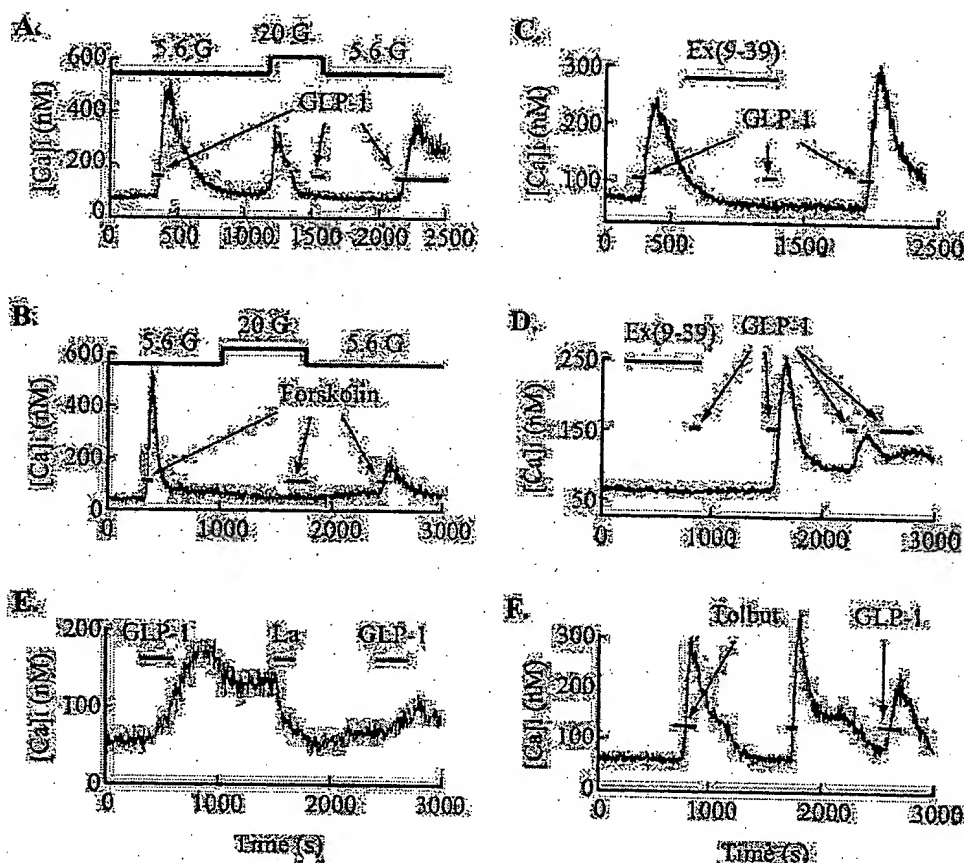 A.
20 G
5.6 G
5.6 G
GLP-1
[Ca]i (nM)
600
400
200
0
0
500
1000
1500
2000
2500
C.
Ex(9-39)
GLP-1
[Ca]i (nM)
300
200
100
0
500
1500
2500
B.
20 G
5.6 G
5.6 G
Forskolin
[Ca]i (nM)
600
400
200
0
0
1000
2000
3000
D.
Ex(9-39)
GLP-1
[Ca]i (nM)
250
150
50
0
1000
2000
3000
E.
GLP-1
La
GLP-1
[Ca]i (nM)
200
100
0
0
1000
2000
3000
Time (s)
F.
Tolbut.
GLP-1
[Ca]i (nM)
300
200
100
0
0
1000
2000
3000
Time (s)